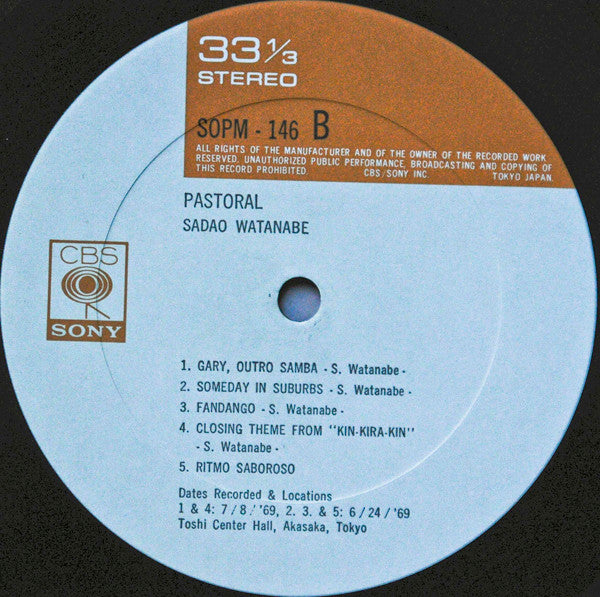 33 1/3
STEREO
SOPM - 146 B
ALL RIGHTS OF THE MANUFACTURER AND OF THE OWNER OF THE RECORDED WORK
RESERVED. UNAUTHORIZED PUBLIC PERFORMANCE, BROADCASTING AND COPYING OF
THIS RECORD PROHIBITED. CBS/SONY INC. TOKYO JAPAN.
PASTORAL
SADAO WATANABE
CBS
SONY
1. GARY, OUTRO SAMBA - S. Watanabe -
2. SOMEDAY IN SUBURBS - S. Watanabe -
3. FANDANGO - S. Watanabe -
4. CLOSING THEME FROM "KIN-KIRA-KIN"
- S. Watanabe -
5. RITMO SABOROSO
Dates Recorded & Locations
1 & 4: 7/8/'69, 2. 3. & 5: 6/24/'69
Toshi Center Hall, Akasaka, Tokyo